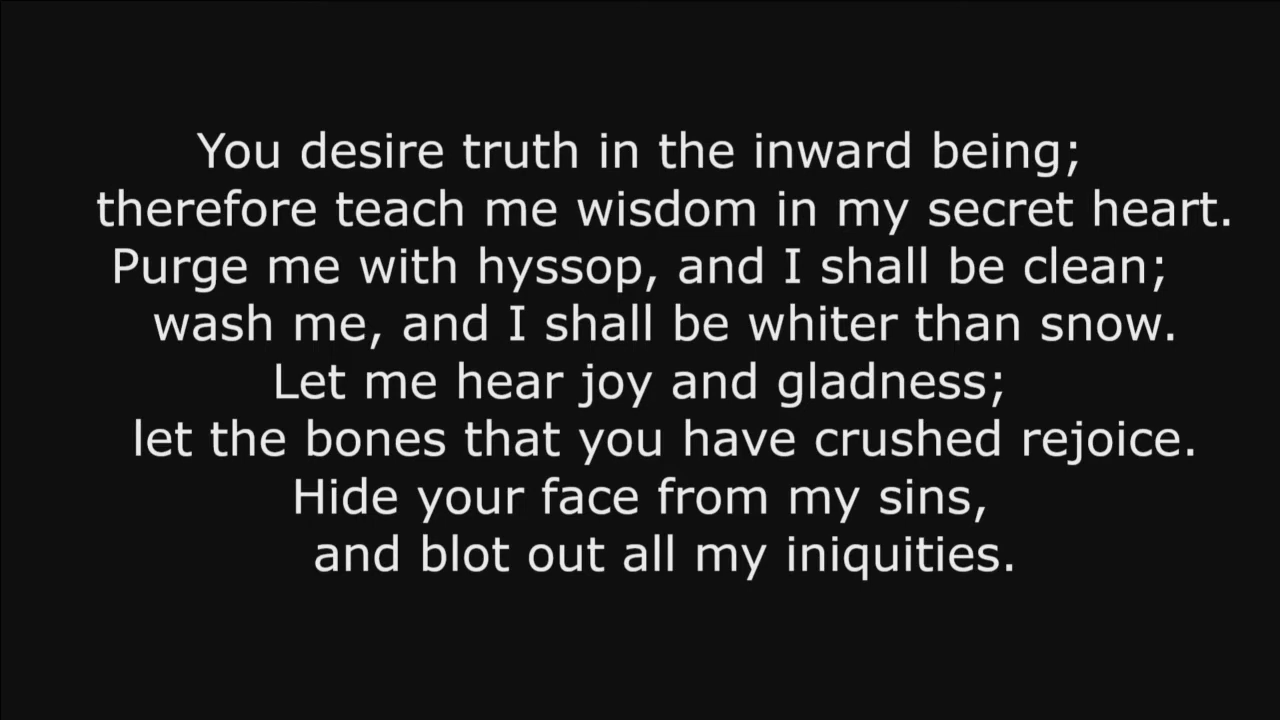 You desire truth in the inward being;
therefore teach me wisdom in my secret heart.
Purge me with hyssop, and I shall be clean;
wash me, and I shall be whiter than snow.
Let me hear joy and gladness;
let the bones that you have crushed rejoice.
Hide your face from my sins,
and blot out all my iniquities.